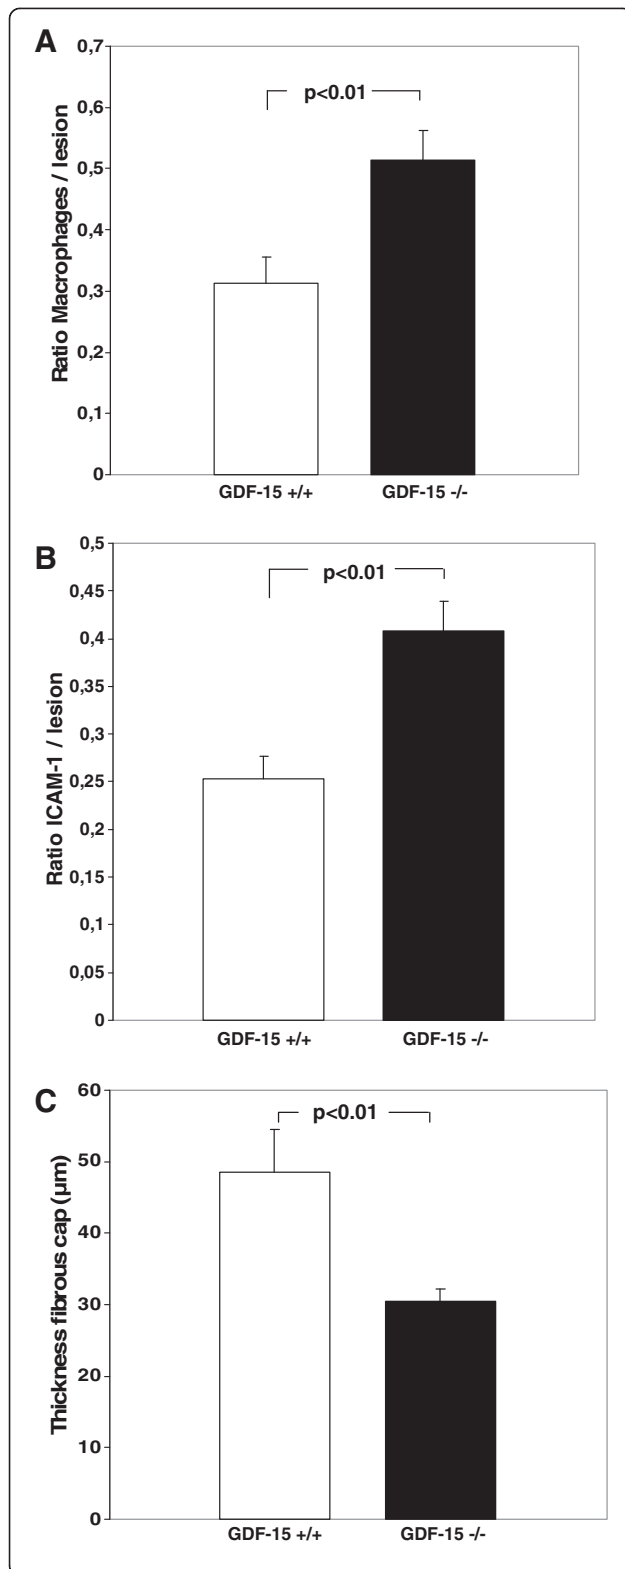 A
0,7
0,6
0,5
0,4
0,3
0,2
0,1
0
Ratio Macrophages / lesion
p<0.01
GDF-15 +/+ GDF-15 -/-
B
0,5
0,45
0,4
0,35
0,3
0,25
0,2
0,15
0,1
0,05
0
Ratio ICAM-1 / lesion
p<0.01
GDF-15 +/+ GDF-15 -/-
C
60
50
40
30
20
10
0
Thickness fibrous cap (µm)
p<0.01
GDF-15 +/+ GDF-15 -/-